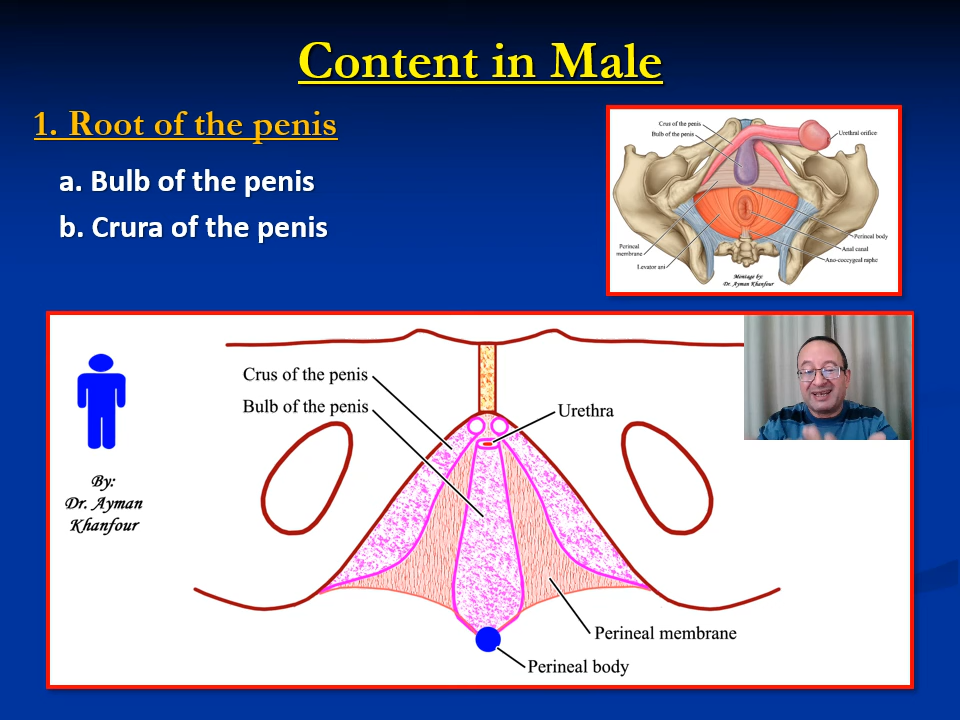 Content in Male
1. Root of the penis
a. Bulb of the penis
b. Crura of the penis
Crus of the penis
Bulb of the penis
Urethral orifice
Perineal
membrane
Levator ani
Perineal body
Anal canal
Ano-coccygeal raphe
Montage by:
Dr. Ayman Khanfour
Crus of the penis
Bulb of the penis
Urethra
By:
Dr. Ayman
Khanfour
Perineal membrane
Perineal body